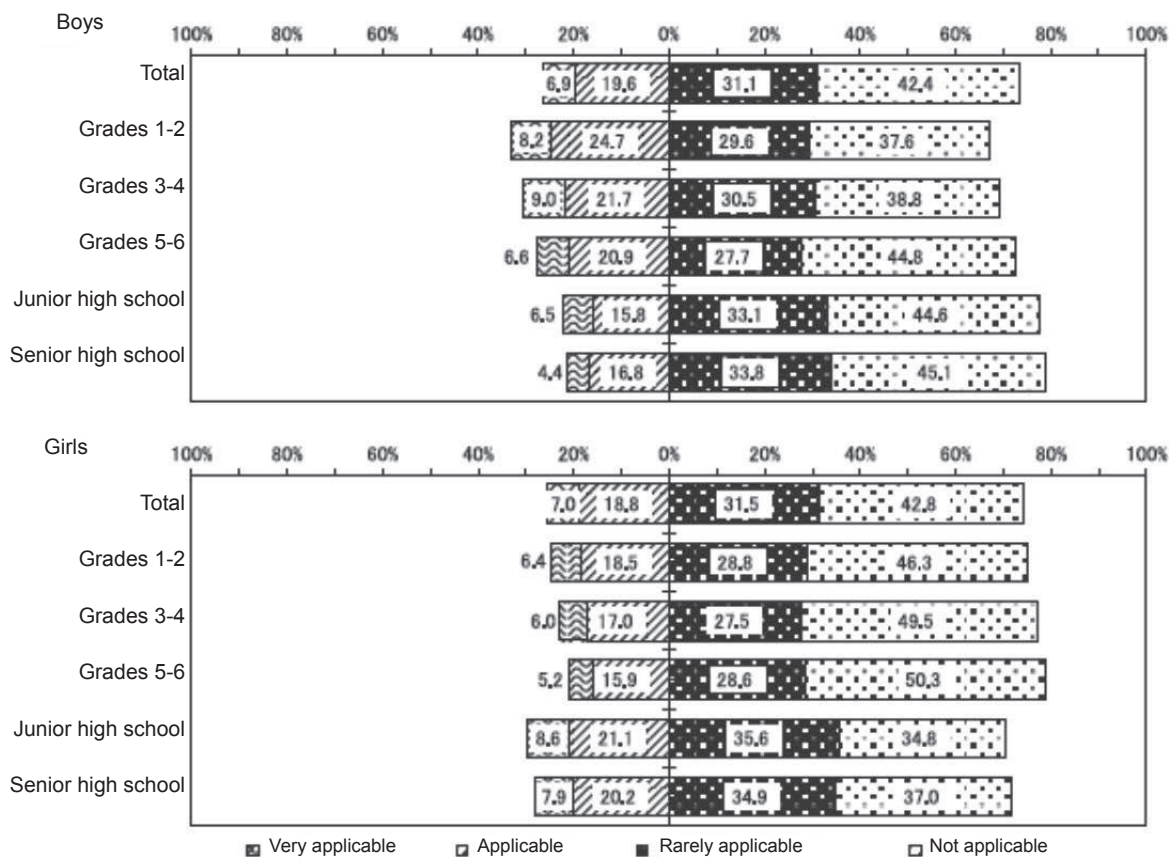 Boys
100% 80% 60% 40% 20% 0% 20% 40% 60% 80% 100%
Total 6.9 19.6 31.1 42.4
Grades 1-2 8.2 24.7 29.6 37.6
Grades 3-4 9.0 21.7 30.5 38.8
Grades 5-6 6.6 20.9 27.7 44.8
Junior high school 6.5 15.8 33.1 44.6
Senior high school 4.4 16.8 33.8 45.1
Girls
100% 80% 60% 40% 20% 0% 20% 40% 60% 80% 100%
Total 7.0 18.8 31.5 42.8
Grades 1-2 6.4 18.5 28.8 46.3
Grades 3-4 6.0 17.0 27.5 49.5
Grades 5-6 5.2 15.9 28.6 50.3
Junior high school 8.6 21.1 35.6 34.8
Senior high school 7.9 20.2 34.9 37.0
Very applicable Applicable Rarely applicable Not applicable